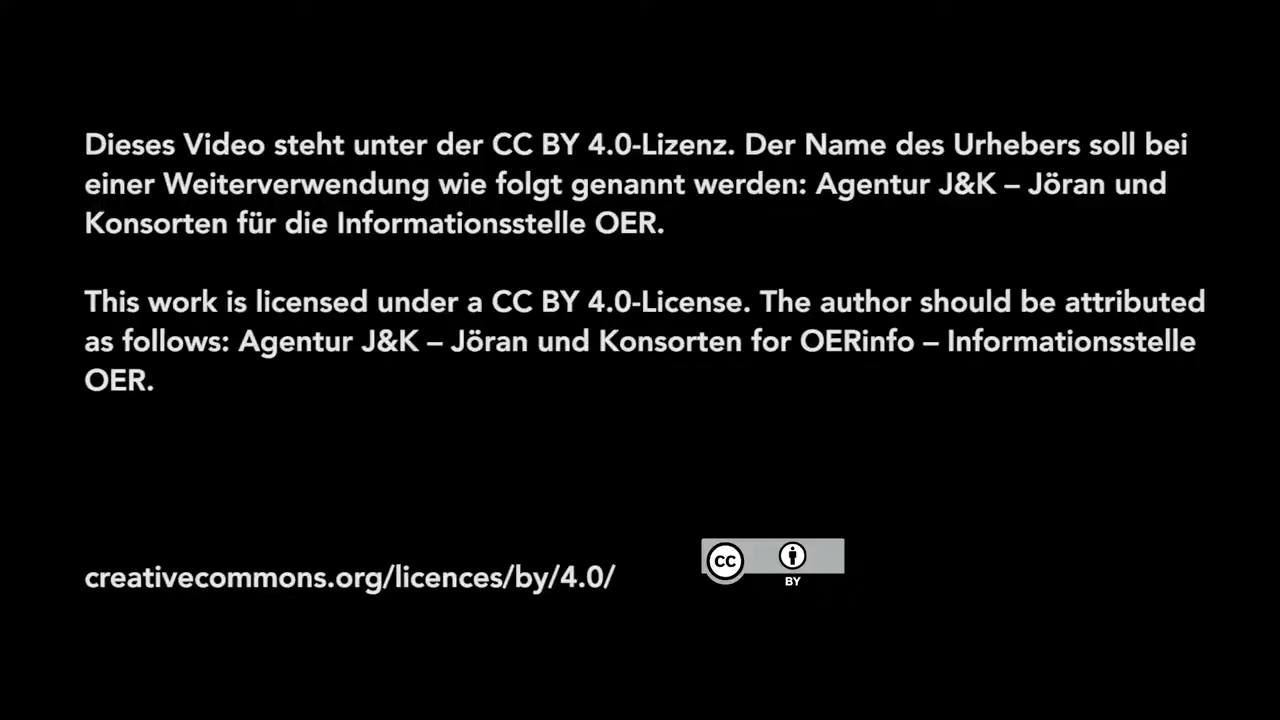 Dieses Video steht unter der CC BY 4.0-Lizenz. Der Name des Urhebers soll bei
einer Weiterverwendung wie folgt genannt werden: Agentur J&K – Jöran und
Konsorten für die Informationsstelle OER.
This work is licensed under a CC BY 4.0-License. The author should be attributed
as follows: Agentur J&K – Jöran und Konsorten for OERinfo – Informationsstelle
OER.
creativecommons.org/licences/by/4.0/
CC
BY